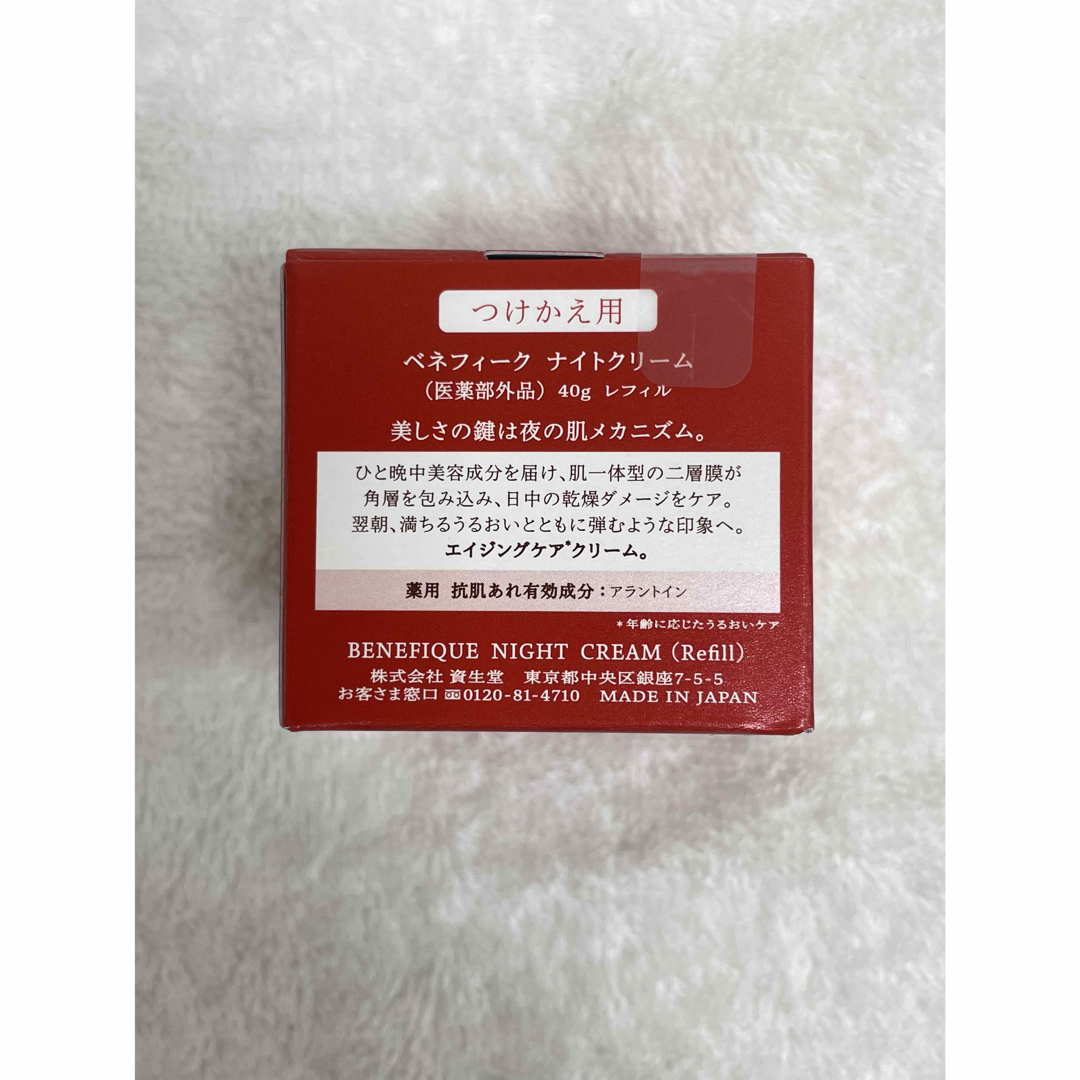 つけかえ用
ベネフィーク ナイトクリーム
（医薬部外品）40g レフィル
美しさの鍵は夜の肌メカニズム。
ひと晩中美容成分を届け、肌一体型の二層膜が
角層を包み込み、日中の乾燥ダメージをケア。
翌朝、満ちるうるおいとともに弾むような印象へ。
エイジングケア*クリーム。
薬用 抗肌あれ有効成分：アラントイン
*年齢に応じたうるおいケア
BENEFIQUE NIGHT CREAM (Refill)
株式会社 資生堂 東京都中央区銀座7-5-5
お客さま窓口 0120-81-4710 MADE IN JAPAN